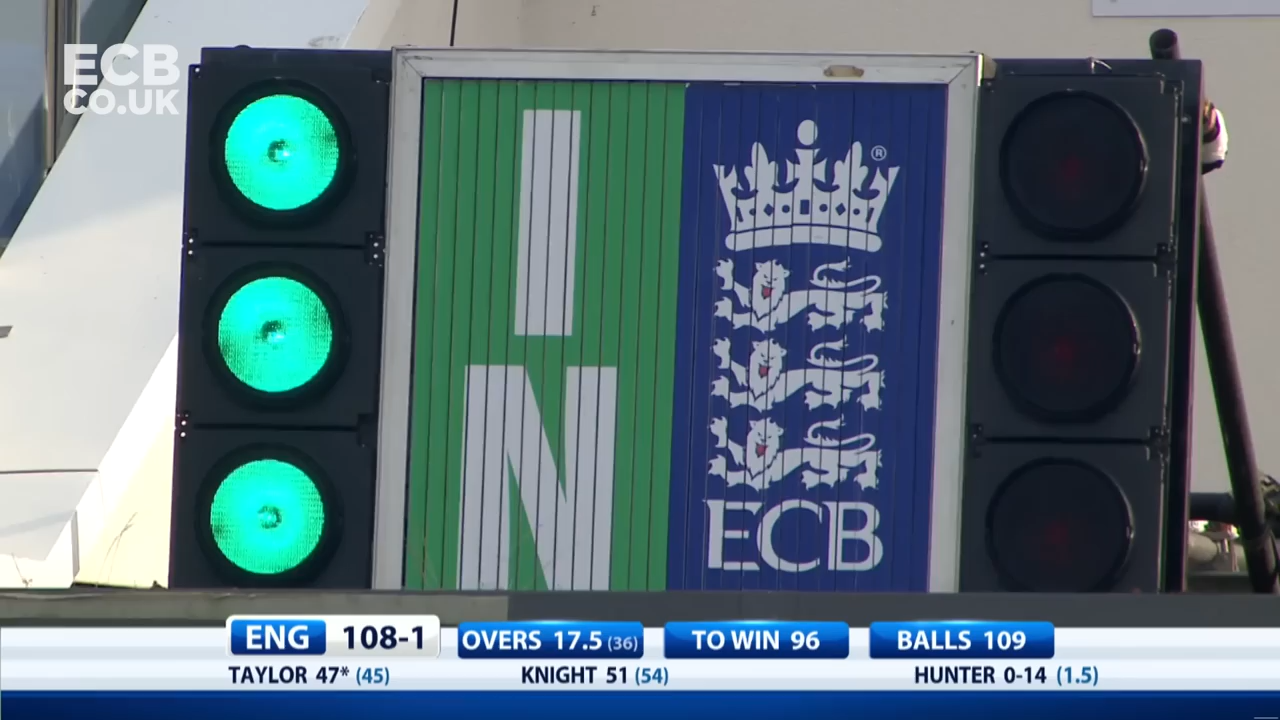 ECB
CO.UK
I
N
®
ECB
ENG 108-1 OVERS 17.5 (36) TO WIN 96 BALLS 109
TAYLOR 47* (45) KNIGHT 51 (54) HUNTER 0-14 (1.5)